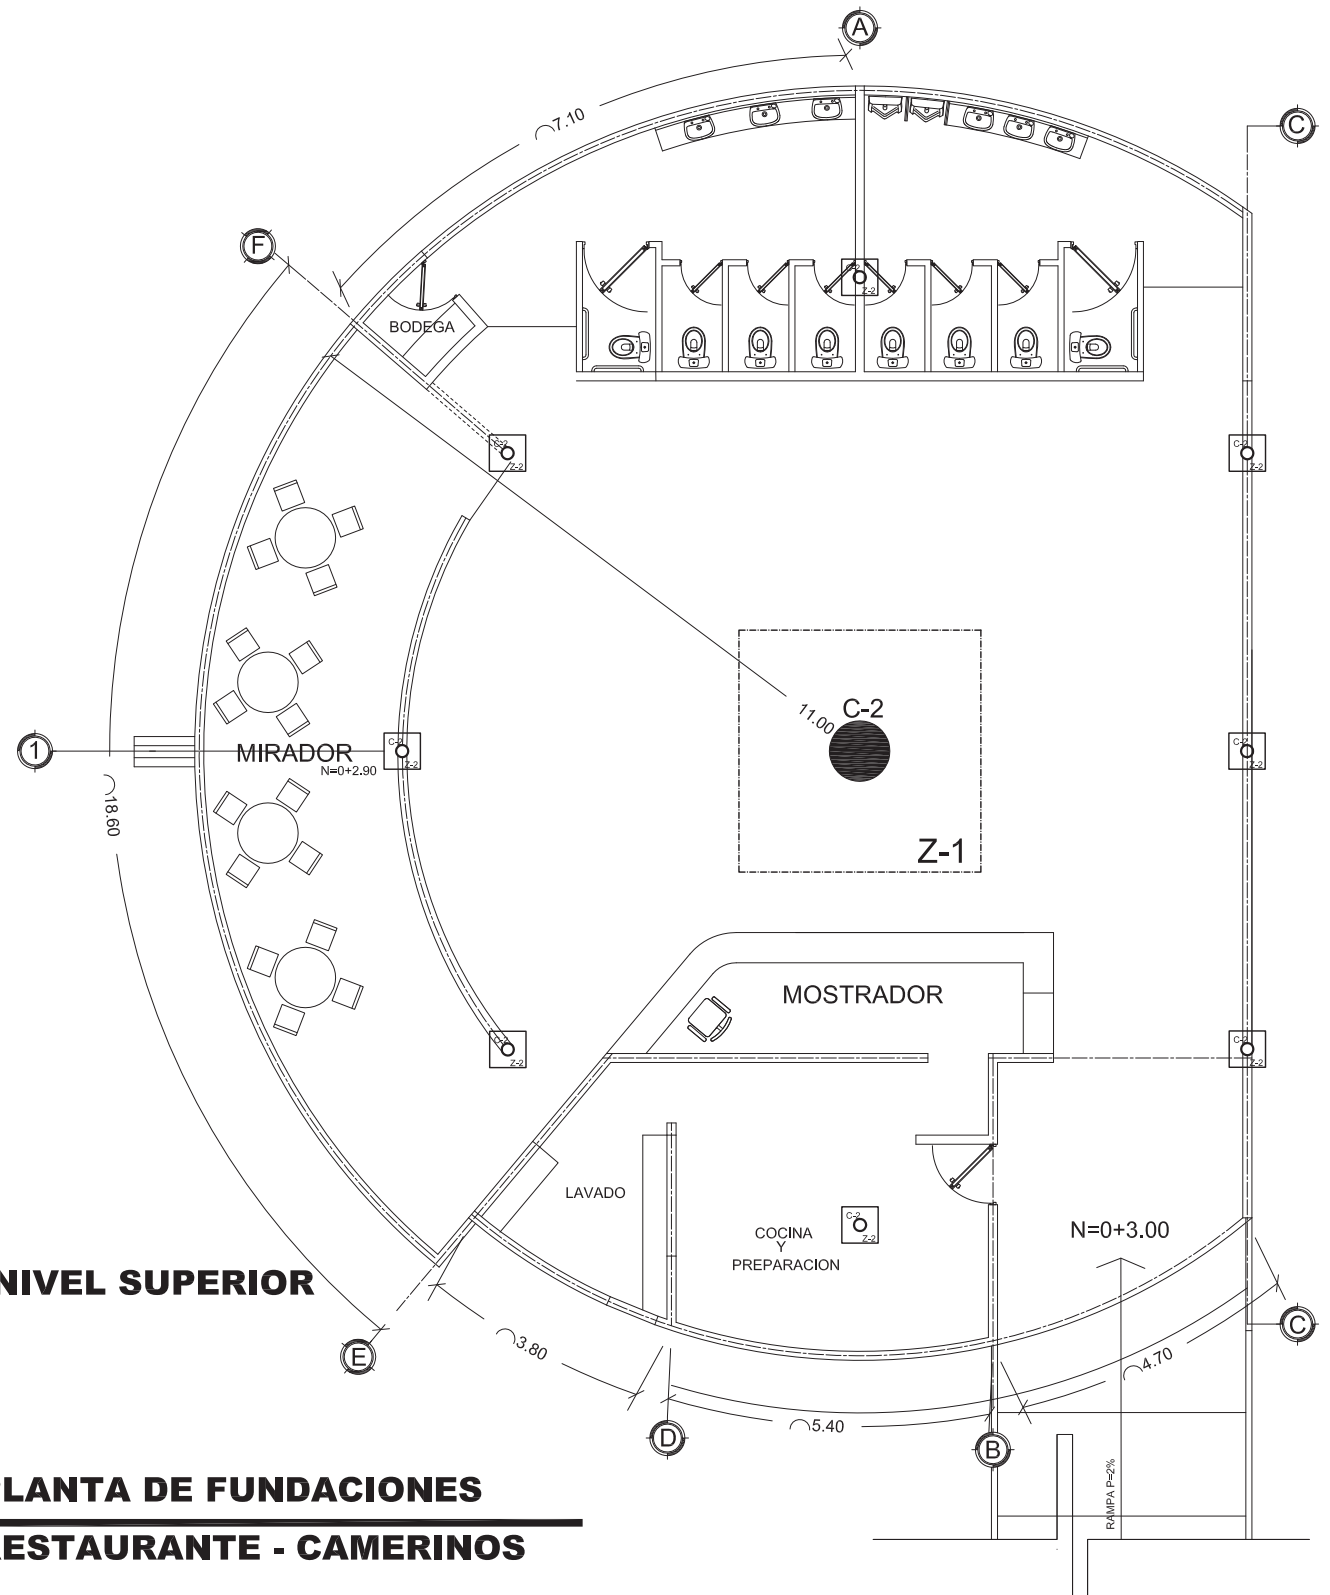 A
C
7.10
F
C-2
Z-2
BODEGA
C-2
Z-2
C-2
Z-2
C-2
11.00
1
MIRADOR
N=0+2.90
C-2
Z-2
C-2
Z-2
18.60
Z-1
MOSTRADOR
C-2
Z-2
C-2
Z-2
LAVADO
C-2
Z-2
COCINA
Y
PREPARACION
N=0+3.00
NIVEL SUPERIOR
E
3.80
C
4.70
5.40
D
B
RAMPA P=2%
PLANTA DE FUNDACIONES
RESTAURANTE - CAMERINOS